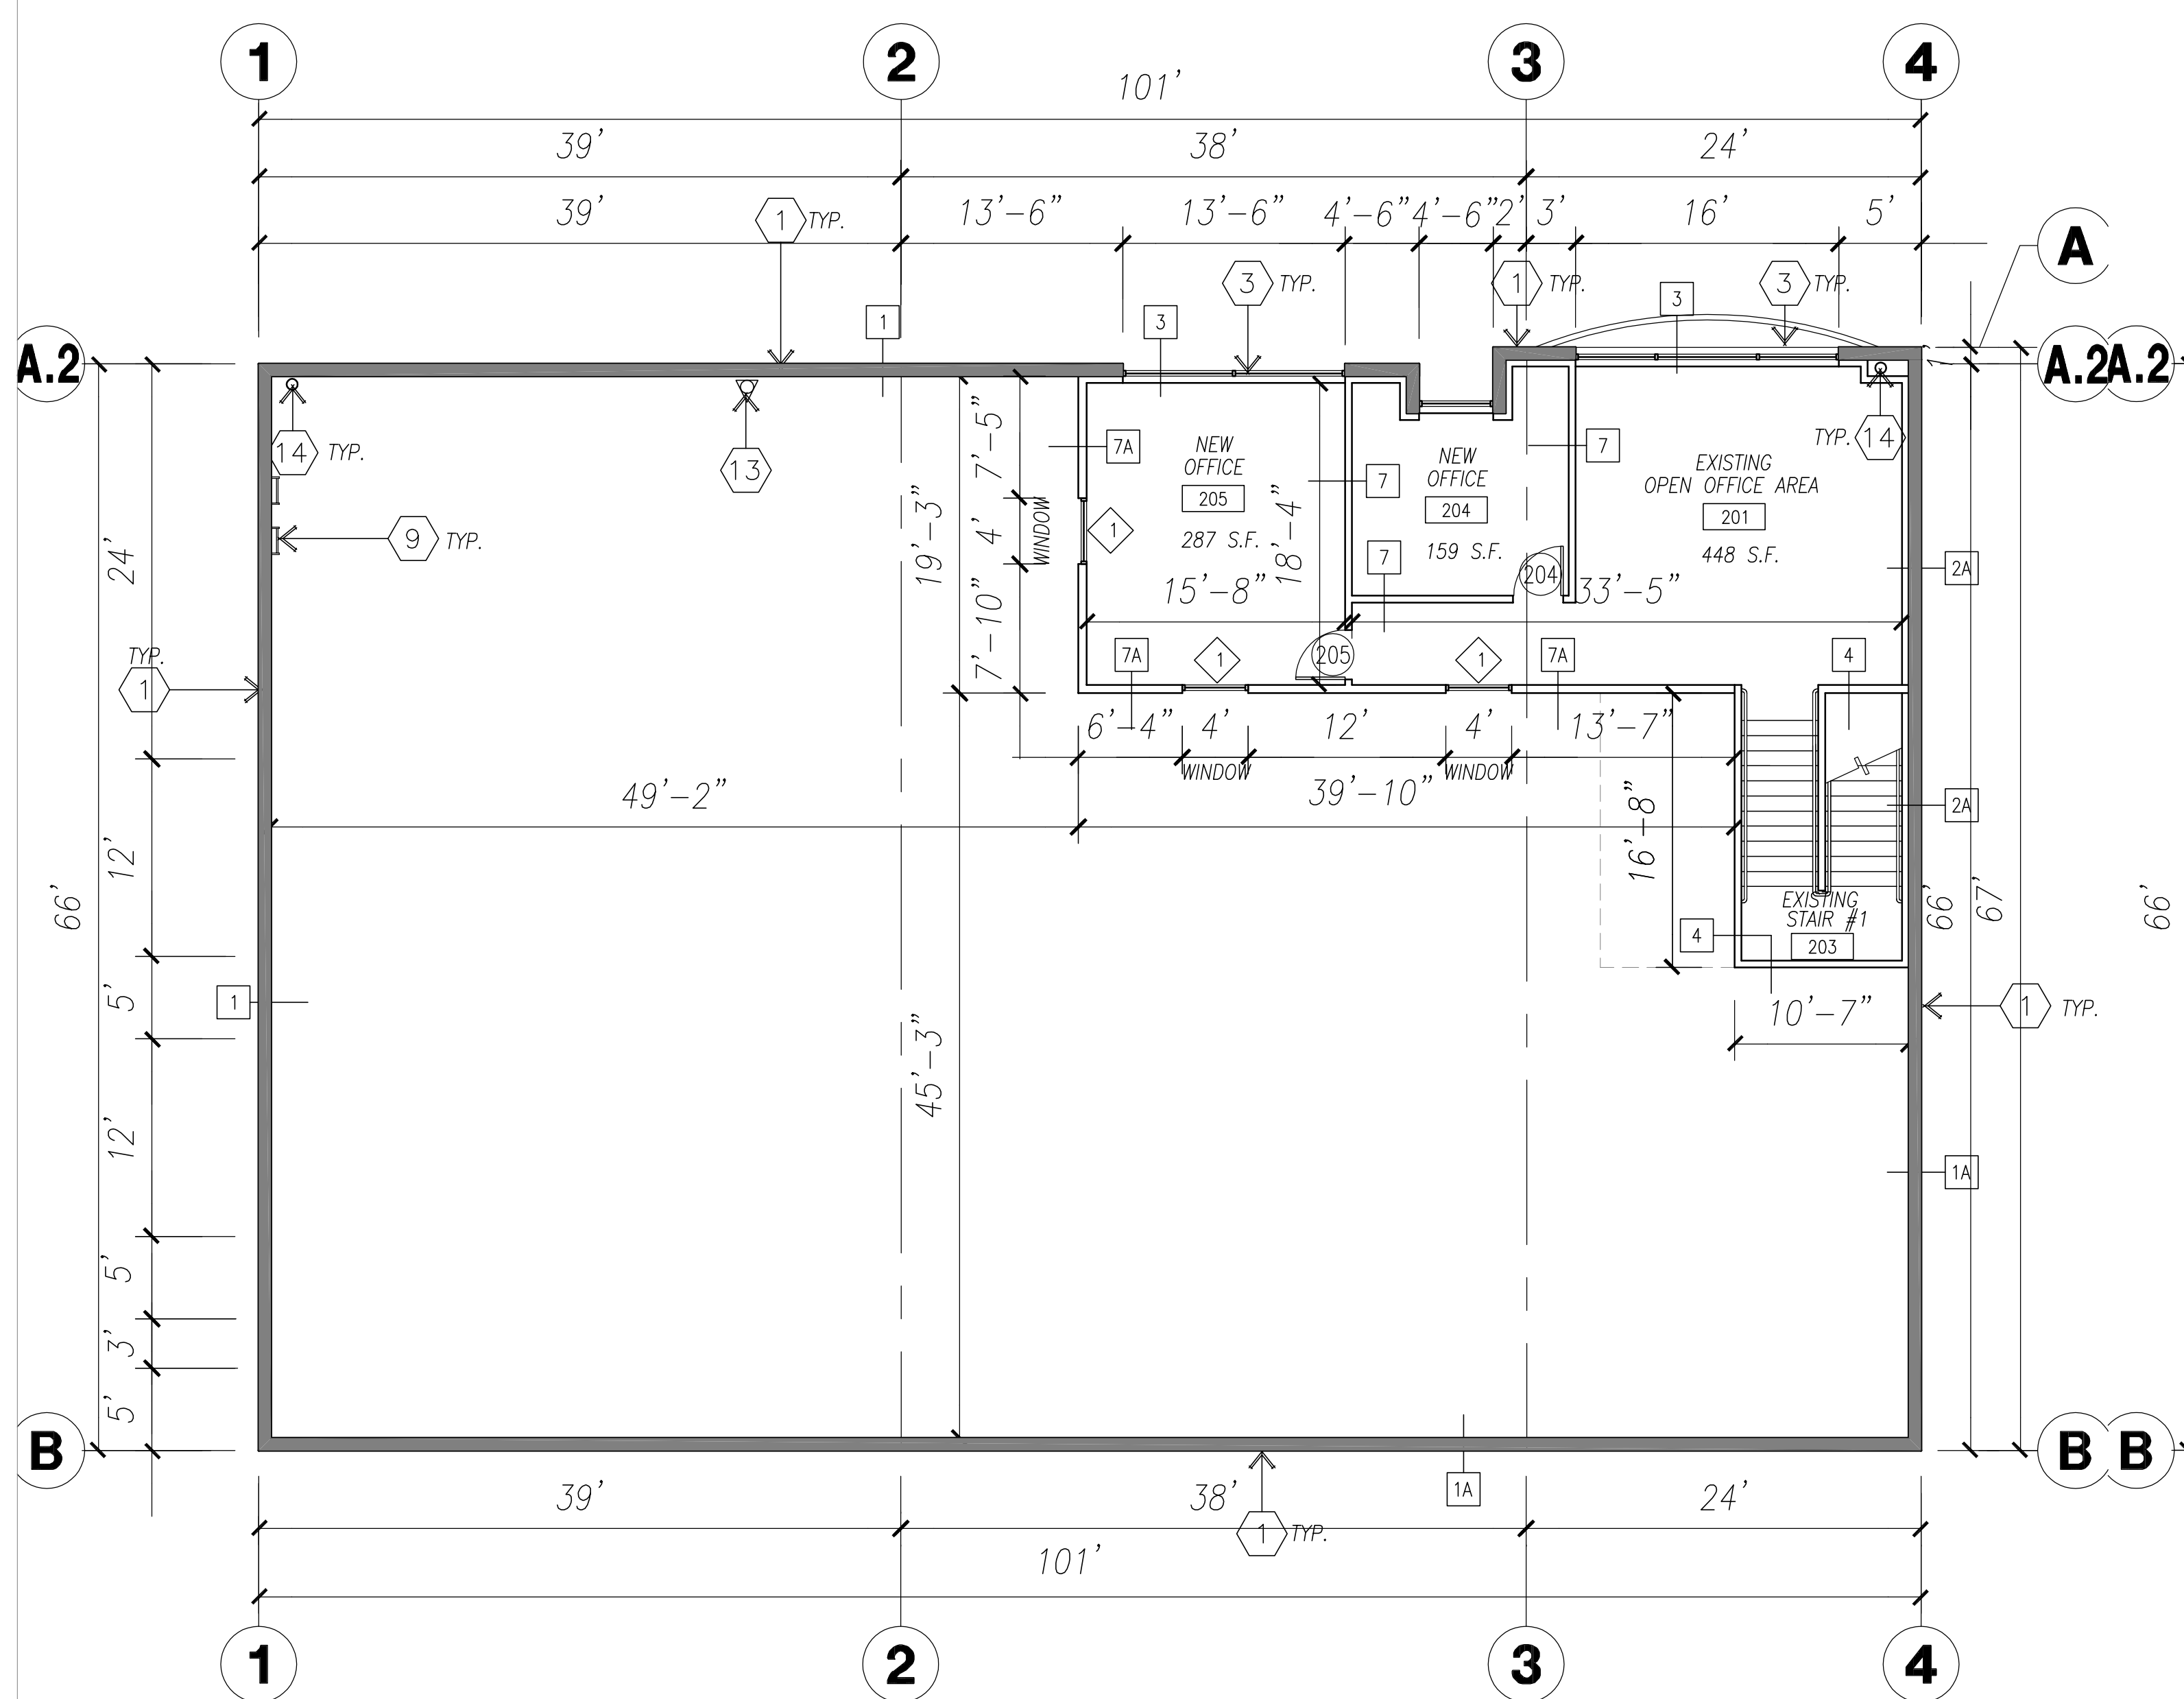 1 2 3 4
101'
39' 38' 24'
39' 13'-6" 13'-6" 4'-6" 4'-6" 2' 3' 16' 5'
1 TYP.
A
3 TYP. 1 TYP. 3 TYP.
1 3 3
A.2 A.2 A.2
14 TYP.
13
7'-5"
7A
NEW
OFFICE
205
287 S.F.
7
NEW
OFFICE
204
159 S.F.
7
EXISTING
OPEN OFFICE AREA
201
448 S.F.
TYP. 14
9 TYP.
19'-3"
4'
WINDOW
1
18'-4"
7
204
2A
24'
15'-8"
33'-5"
7'-10"
TYP.
1
7A
1
205
1
7A
4
6'-4" 4' 12' 4' 13'-7"
WINDOW WINDOW
49'-2"
39'-10"
16'-8"
2A
12'
66'
EXISTING
STAIR #1
203
4
66'
67'
66'
5'
1
10'-7"
1 TYP.
45'-3"
12'
1A
5'
3'
5'
B B B
39' 38' 24'
1A
1 TYP.
101'
1 2 3 4